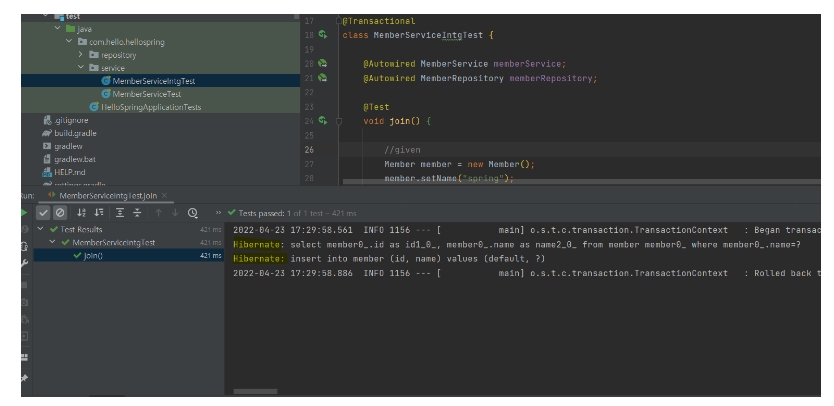 test
java
com.hello.hellospring
repository
service
MemberServiceIntgTest
MemberServiceTest
HelloSpringApplicationTests
.gitignore
build.gradle
gradlew
gradlew.bat
HELP.md
settings.gradle
17 @Transactional
18 class MemberServiceIntgTest {
19
20 @Autowired MemberService memberService;
21 @Autowired MemberRepository memberRepository;
22
23 @Test
24 void join() {
25
26 //given
27 Member member = new Member();
28 member.setName("spring");
Run: MemberServiceIntgTest.join ×
» Tests passed: 1 of 1 test – 421 ms
Test Results 421 ms
MemberServiceIntgTest 421 ms
join() 421 ms
2022-04-23 17:29:58.561 INFO 1156 --- [ main] o.s.t.c.transaction.TransactionContext : Began transac
Hibernate: select member0_.id as id1_0_, member0_.name as name2_0_ from member member0_ where member0_.name=?
Hibernate: insert into member (id, name) values (default, ?)
2022-04-23 17:29:58.886 INFO 1156 --- [ main] o.s.t.c.transaction.TransactionContext : Rolled back t